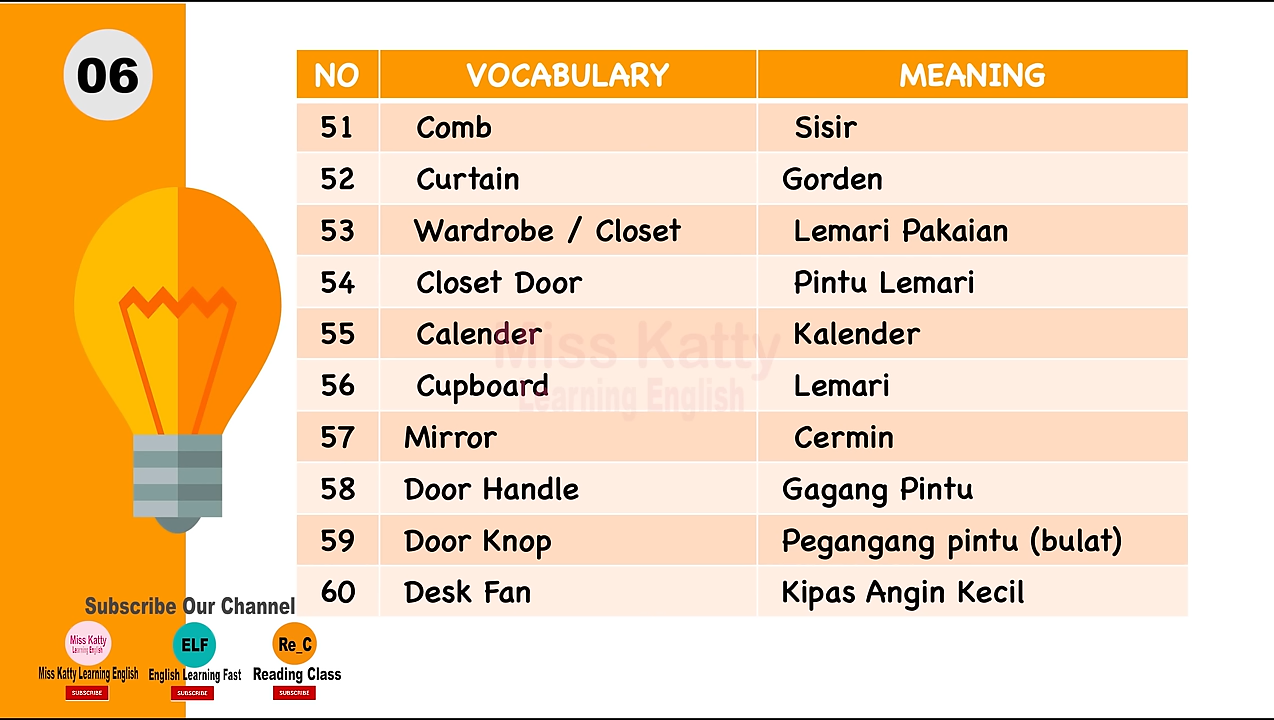 06
NO VOCABULARY MEANING
51 Comb Sisir
52 Curtain Gorden
53 Wardrobe / Closet Lemari Pakaian
54 Closet Door Pintu Lemari
55 Calender Kalender
56 Cupboard Lemari
57 Mirror Cermin
58 Door Handle Gagang Pintu
59 Door Knop Pegangang pintu (bulat)
60 Desk Fan Kipas Angin Kecil
Miss Katty
Learning English
Subscribe Our Channel
Miss Katty
Learning English
ELF
Re_C
Miss Katty Learning English
English Learning Fast
Reading Class
SUBSCRIBE
SUBSCRIBE
SUBSCRIBE